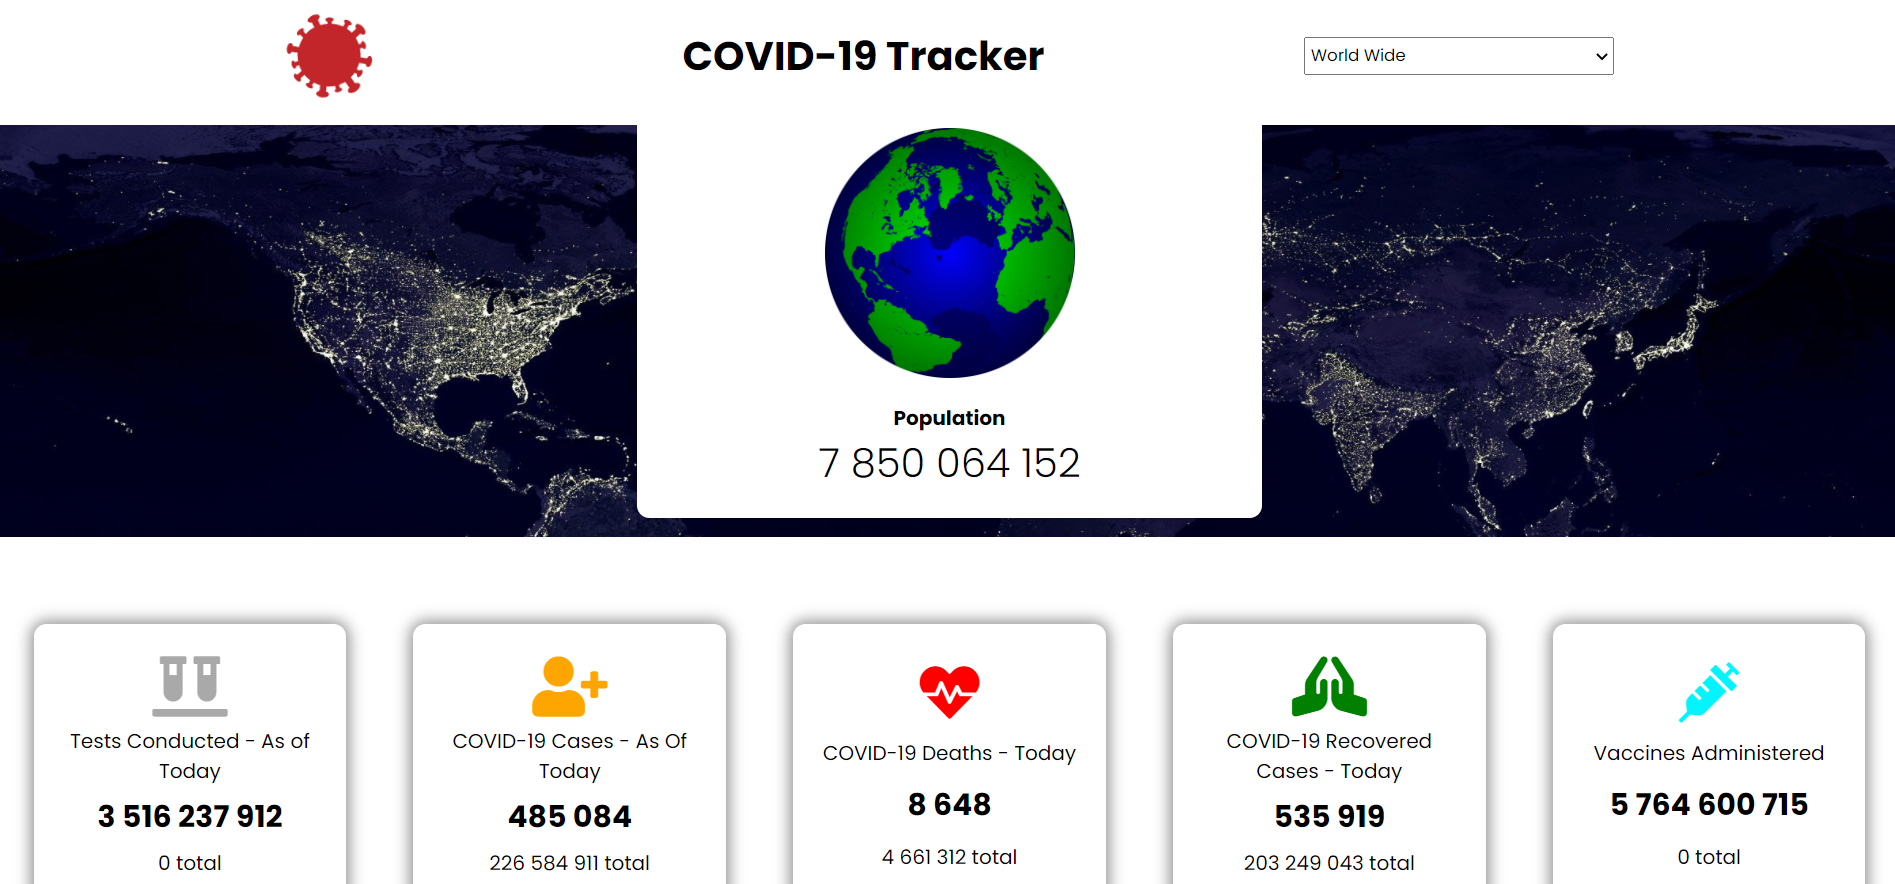 COVID-19 Tracker
World Wide
Population
7 850 064 152
Tests Conducted - As of
Today
3 516 237 912
0 total
COVID-19 Cases - As Of
Today
485 084
226 584 911 total
COVID-19 Deaths - Today
8 648
4 661 312 total
COVID-19 Recovered
Cases - Today
535 919
203 249 043 total
Vaccines Administered
5 764 600 715
0 total